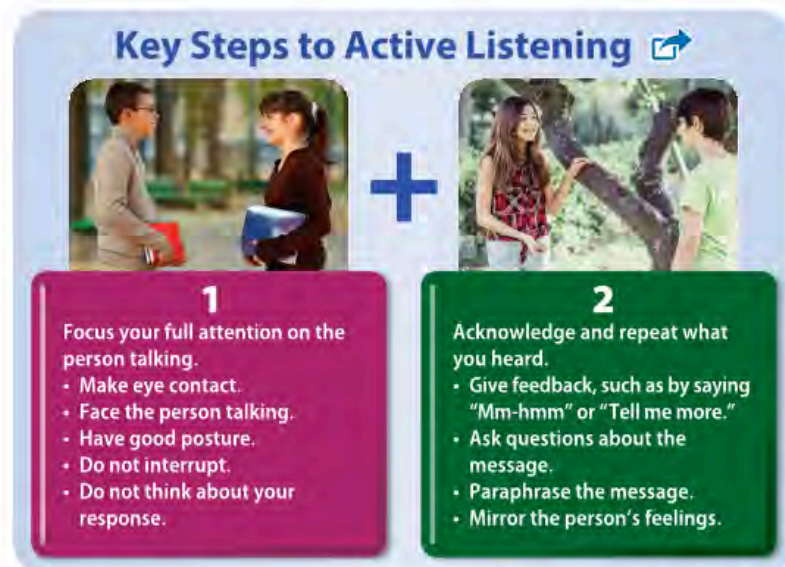 Key Steps to Active Listening
1
Focus your full attention on the
person talking.
• Make eye contact.
• Face the person talking.
• Have good posture.
• Do not interrupt.
• Do not think about your
response.
2
Acknowledge and repeat what
you heard.
• Give feedback, such as by saying
“Mm-hmm” or “Tell me more.”
• Ask questions about the
message.
• Paraphrase the message.
• Mirror the person’s feelings.